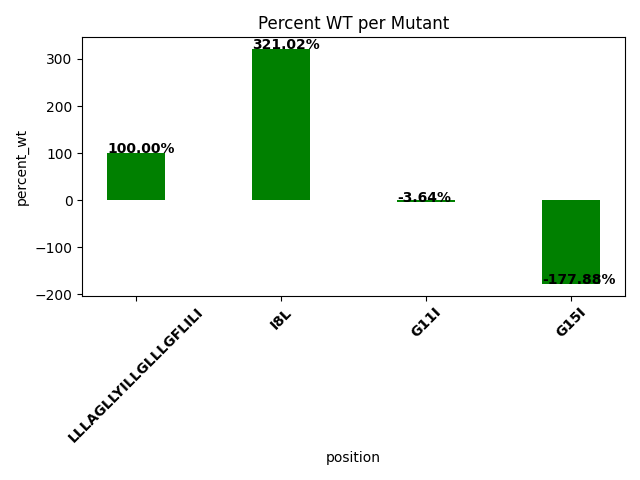 Percent WT per Mutant
percent_wt
300
200
100
0
−100
−200
100.00%
321.02%
-3.64%
-177.88%
LLLAGLLYILLGLLLGFLILI
I8L
G11I
G15I
position